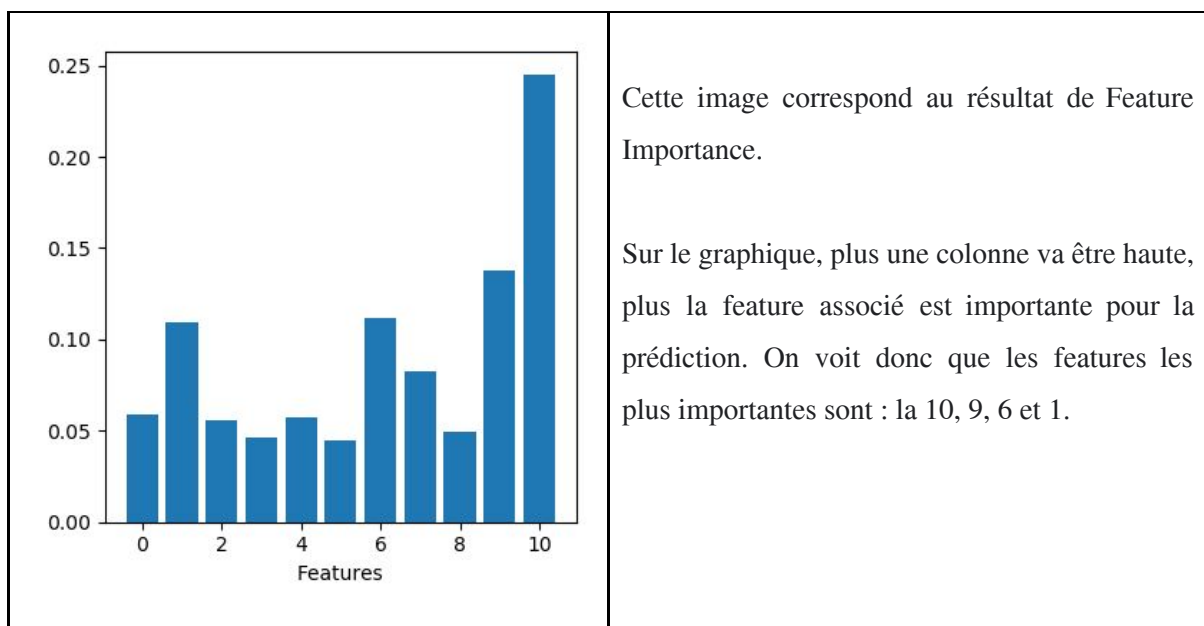 0.25
0.20
0.15
0.10
0.05
0.00
0 2 4 6 8 10
Features
Cette image correspond au résultat de Feature
Importance.
Sur le graphique, plus une colonne va être haute,
plus la feature associé est importante pour la
prédiction. On voit donc que les features les
plus importantes sont : la 10, 9, 6 et 1.